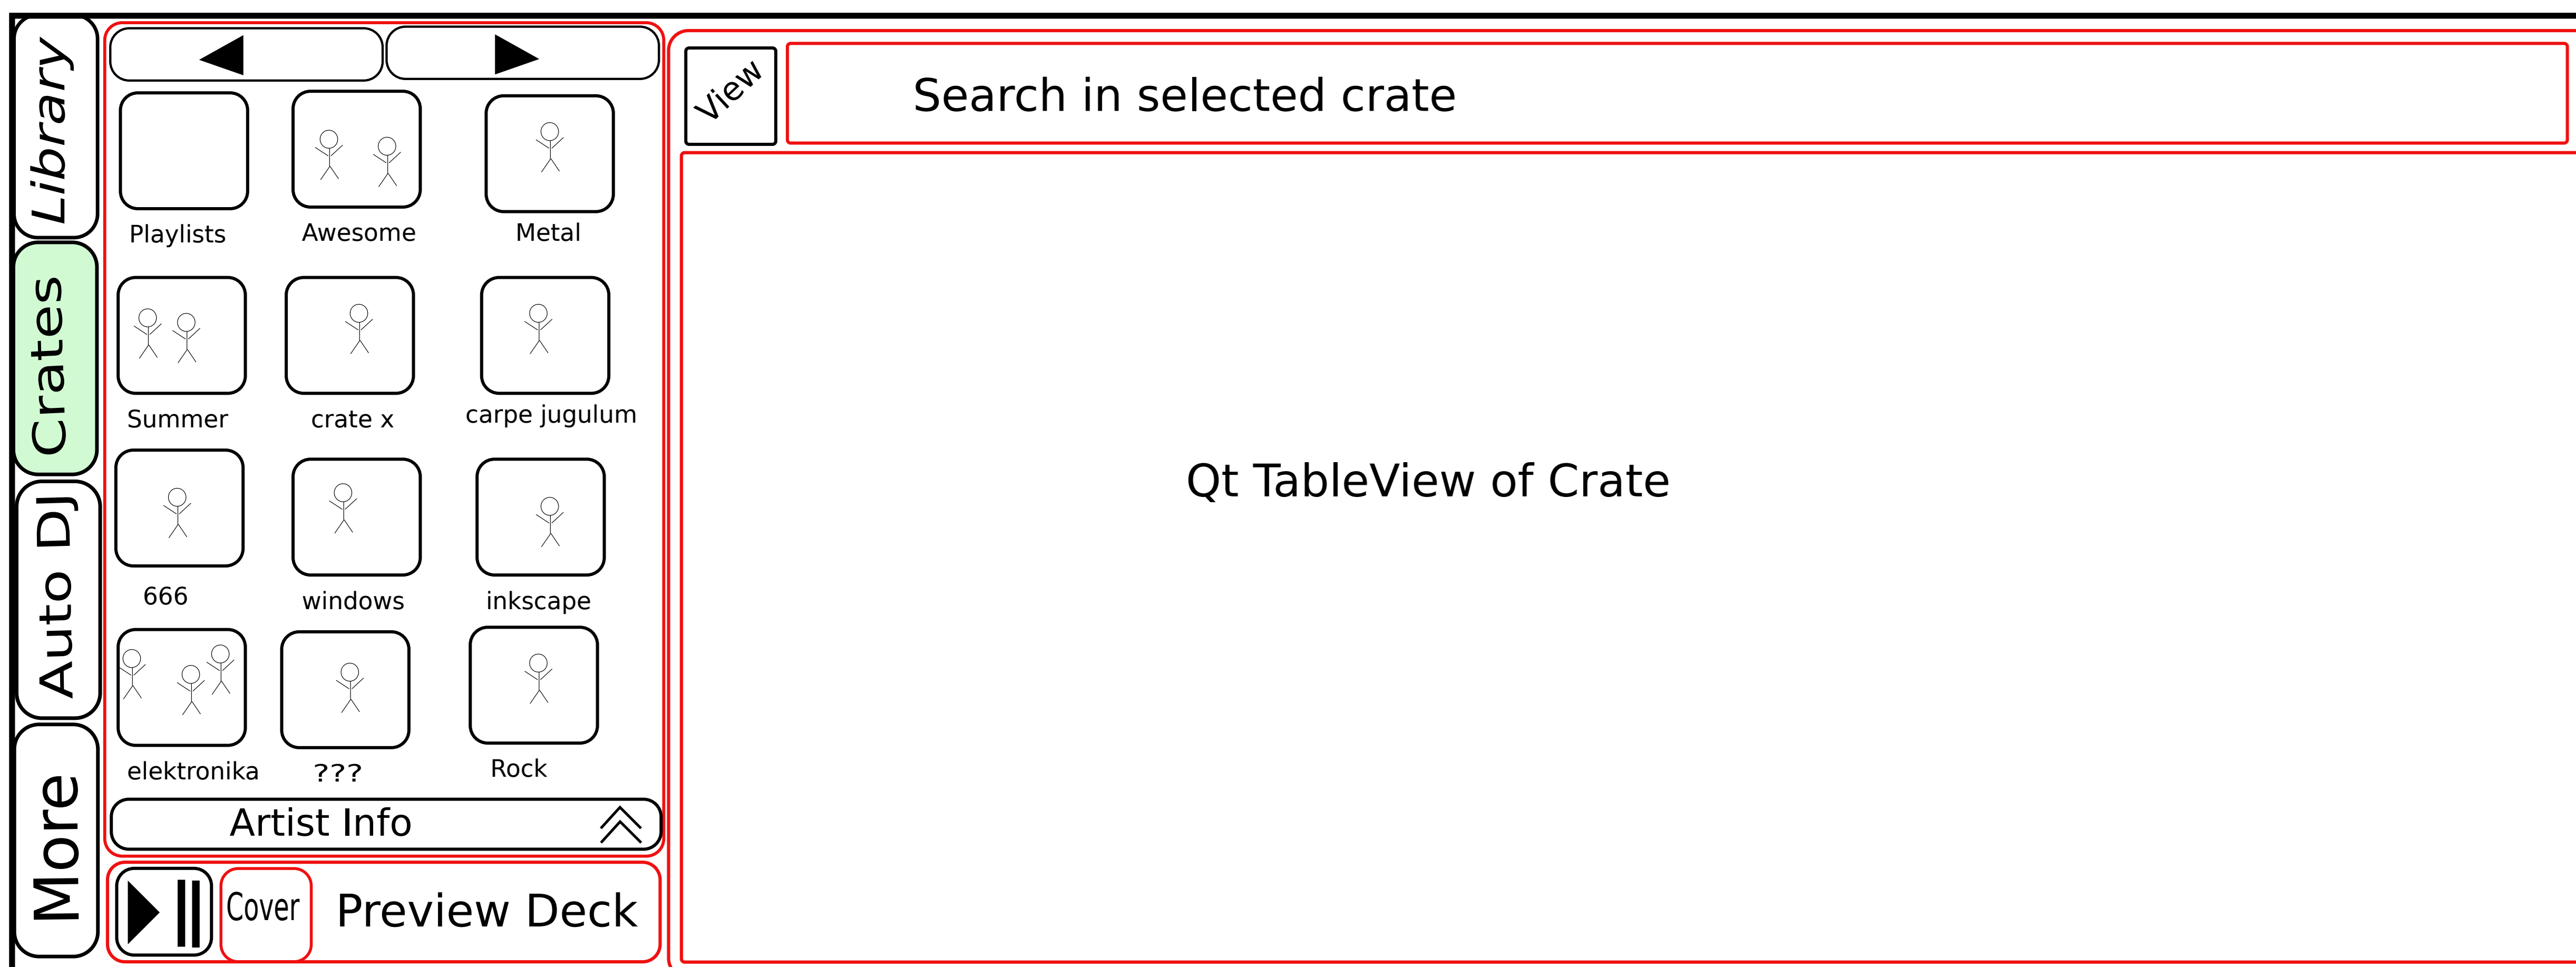 Library
Crates
Auto DJ
More
Playlists
Awesome
Metal
Summer
crate x
carpe jugulum
666
windows
inkscape
elektronika
???
Rock
Artist Info
Cover
Preview Deck
View
Search in selected crate
Qt TableView of Crate